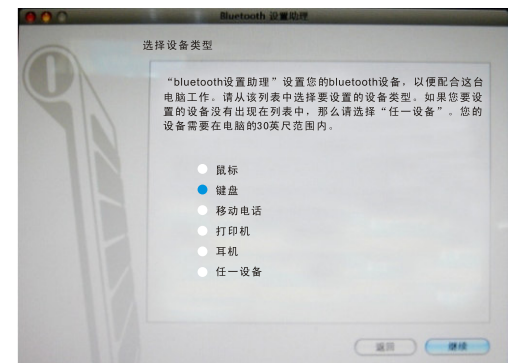 Bluetooth 设置助理
选择设备类型
“bluetooth设置助理”设置您的bluetooth设备，以便配合这台
电脑工作。请从该列表中选择要设置的设备类型。如果您要设
置的设备没有出现在列表中，那么请选择“任一设备”。您的
设备需要在电脑的30英尺范围内。
鼠标
键盘
移动电话
打印机
耳机
任一设备
返回
继续